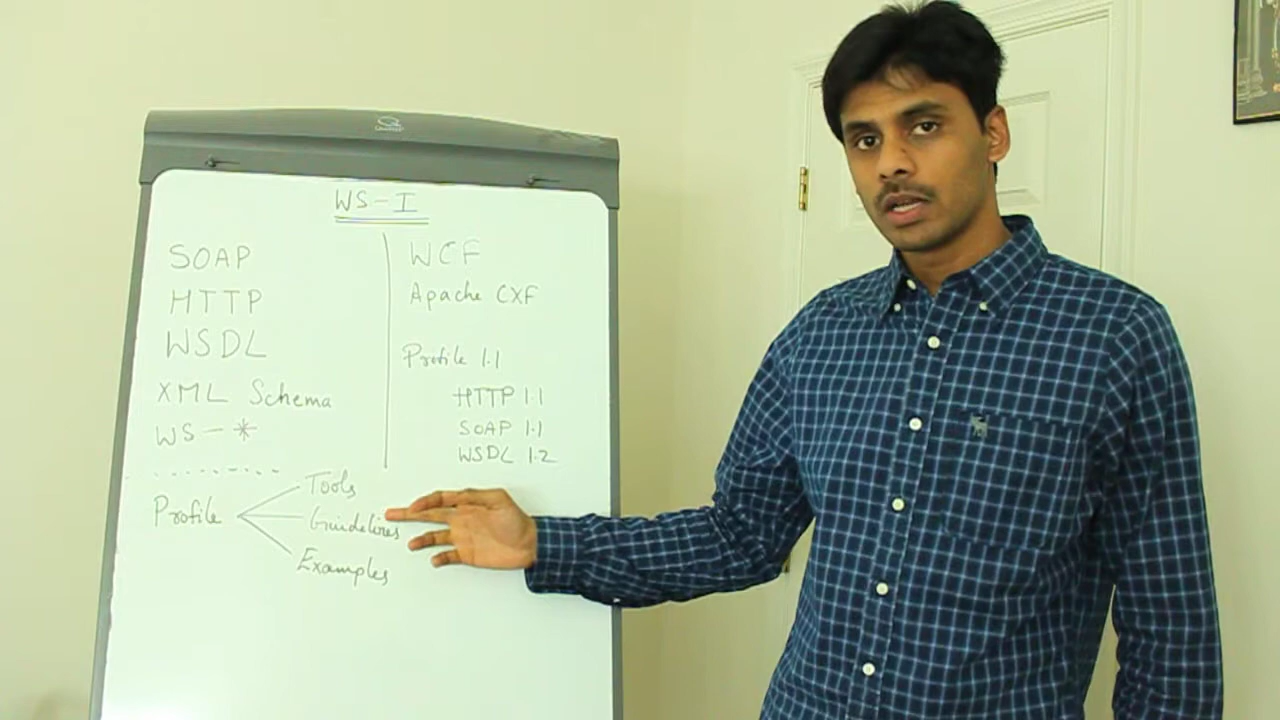 WS-I
SOAP
HTTP
WSDL
XML Schema
WS-*
Profile
Tools
Guidelines
Examples
WCF
Apache CXF
Profile 1.1
HTTP 1.1
SOAP 1.1
WSDL 1.2